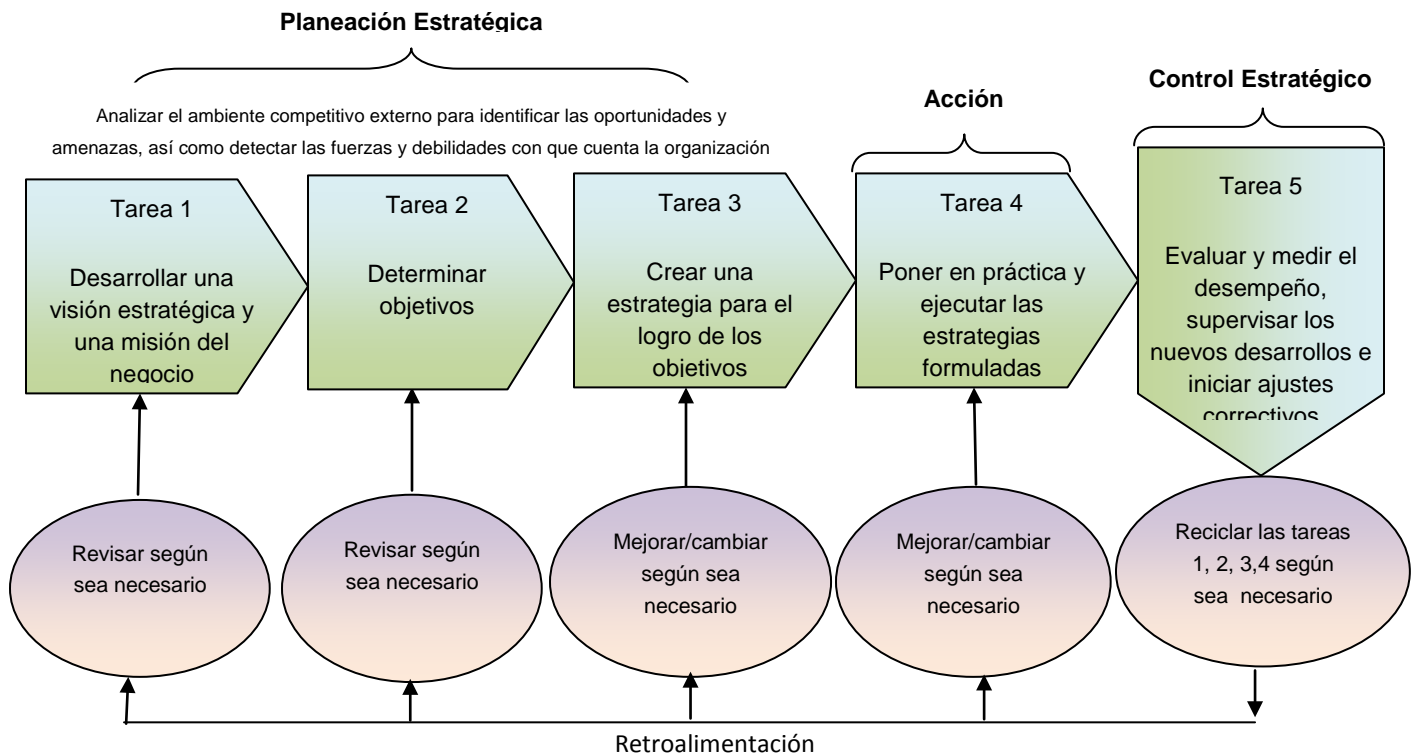 Planeación Estratégica
Analizar el ambiente competitivo externo para identificar las oportunidades y
amenazas, así como detectar las fuerzas y debilidades con que cuenta la organización
Acción
Control Estratégico
Tarea 1
Desarrollar una
visión estratégica y
una misión del
negocio
Tarea 2
Determinar
objetivos
Tarea 3
Crear una
estrategia para el
logro de los
objetivos
Tarea 4
Poner en práctica y
ejecutar las
estrategias
formuladas
Tarea 5
Evaluar y medir el
desempeño,
supervisar los
nuevos desarrollos e
iniciar ajustes
correctivos
Revisar según
sea necesario
Revisar según
sea necesario
Mejorar/cambiar
según sea
necesario
Mejorar/cambiar
según sea
necesario
Reciclar las tareas
1, 2, 3,4 según
sea necesario
Retroalimentación